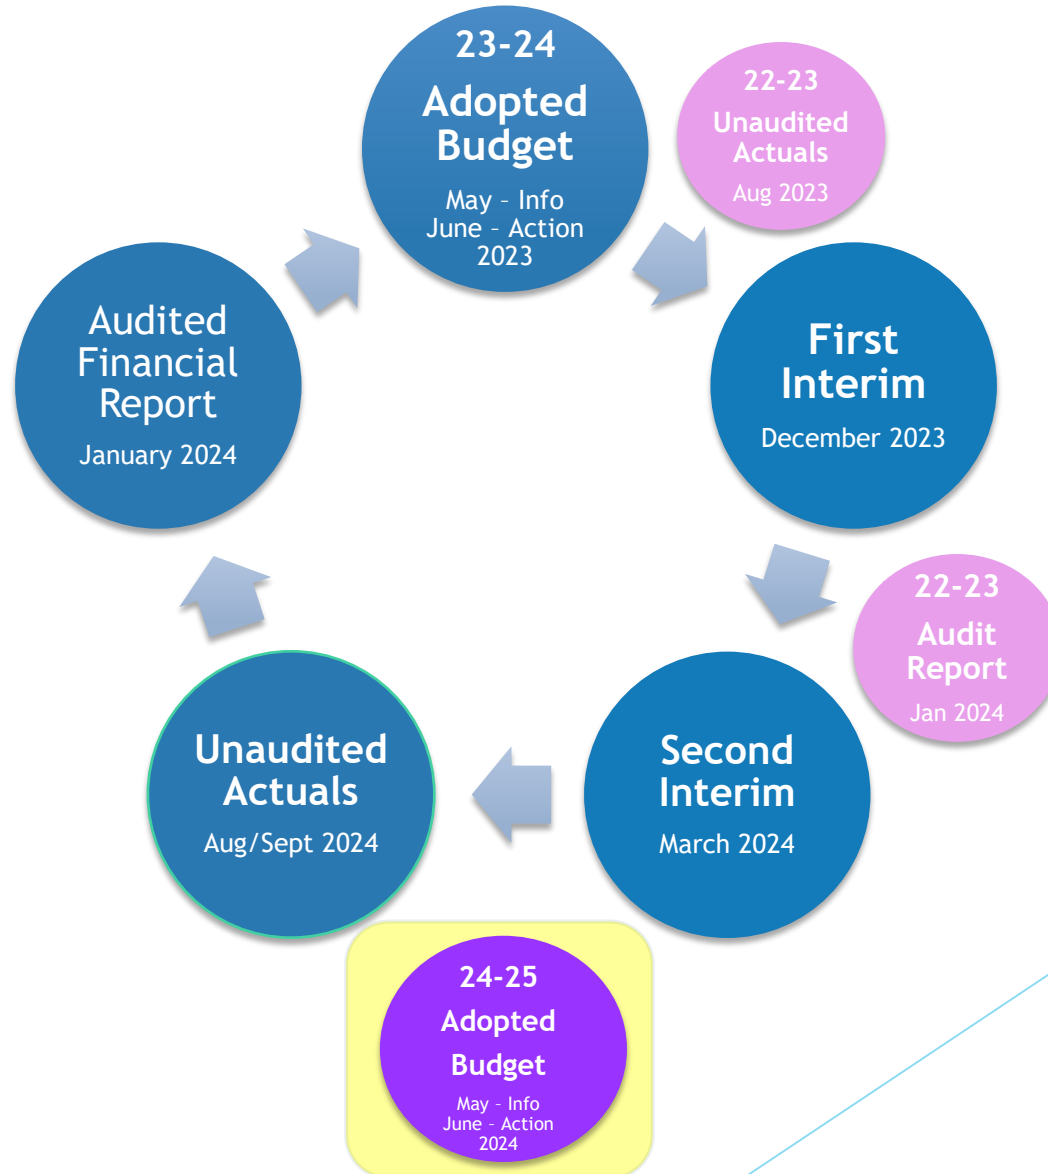 23-24
Adopted
Budget
May – Info
June – Action
2023
22-23
Unaudited
Actuals
Aug 2023
First
Interim
December 2023
22-23
Audit
Report
Jan 2024
Second
Interim
March 2024
24-25
Adopted
Budget
May – Info
June – Action
2024
Unaudited
Actuals
Aug/Sept 2024
Audited
Financial
Report
January 2024